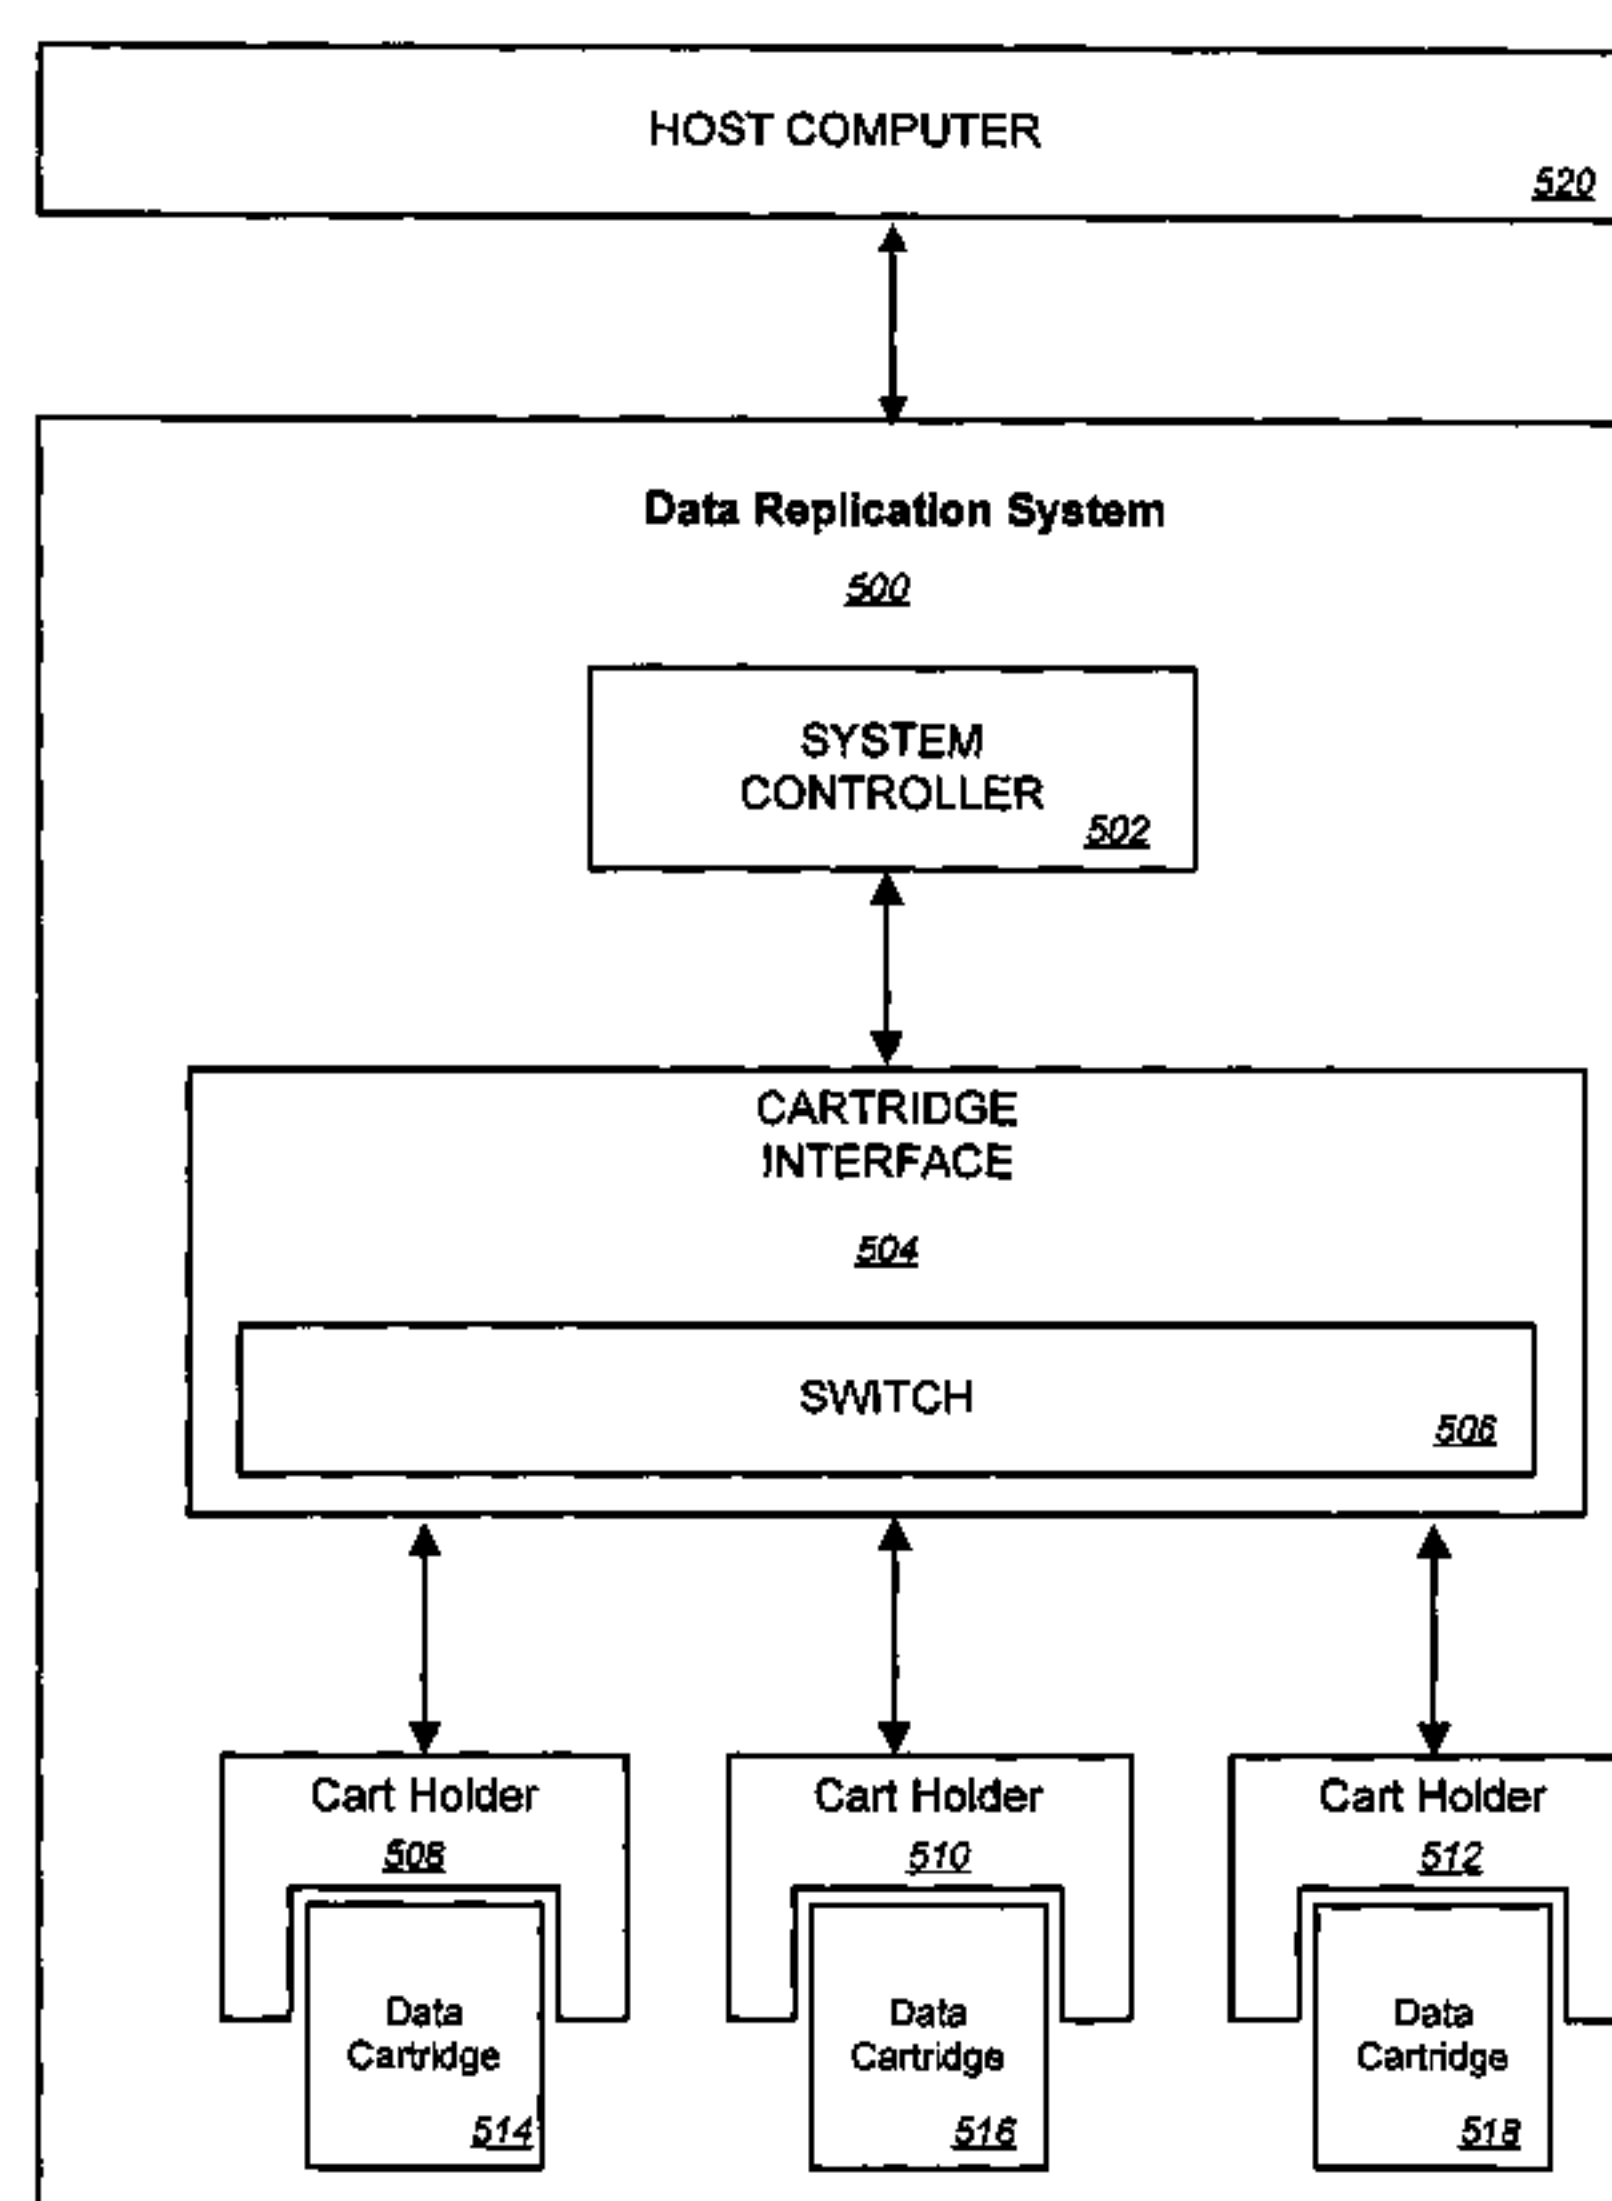 HOST COMPUTER
520
Data Replication System
500
SYSTEM
CONTROLLER
502
CARTRIDGE
INTERFACE
504
SWITCH
506
Cart Holder
508
Cart Holder
510
Cart Holder
512
Data
Cartridge
514
Data
Cartridge
516
Data
Cartridge
518